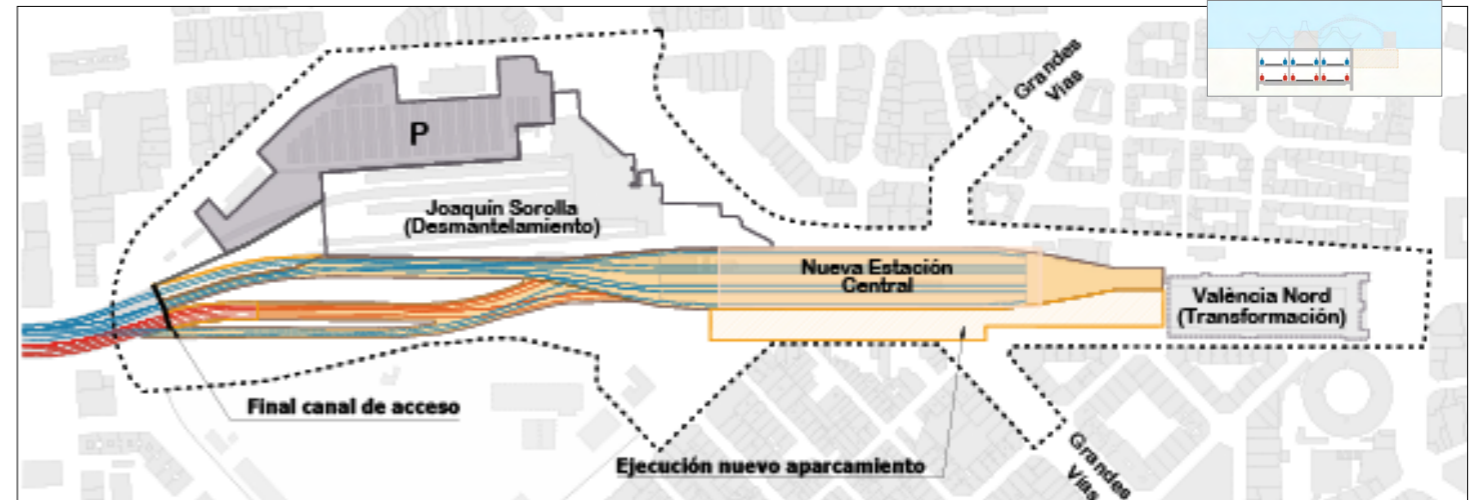 Grandes
Vias
P
Joaquín Sorolla
(Desmantelamiento)
Nueva Estación
Central
València Nord
(Transformación)
Final canal de acceso
Ejecución nuevo aparcamiento
Grandes
Vías